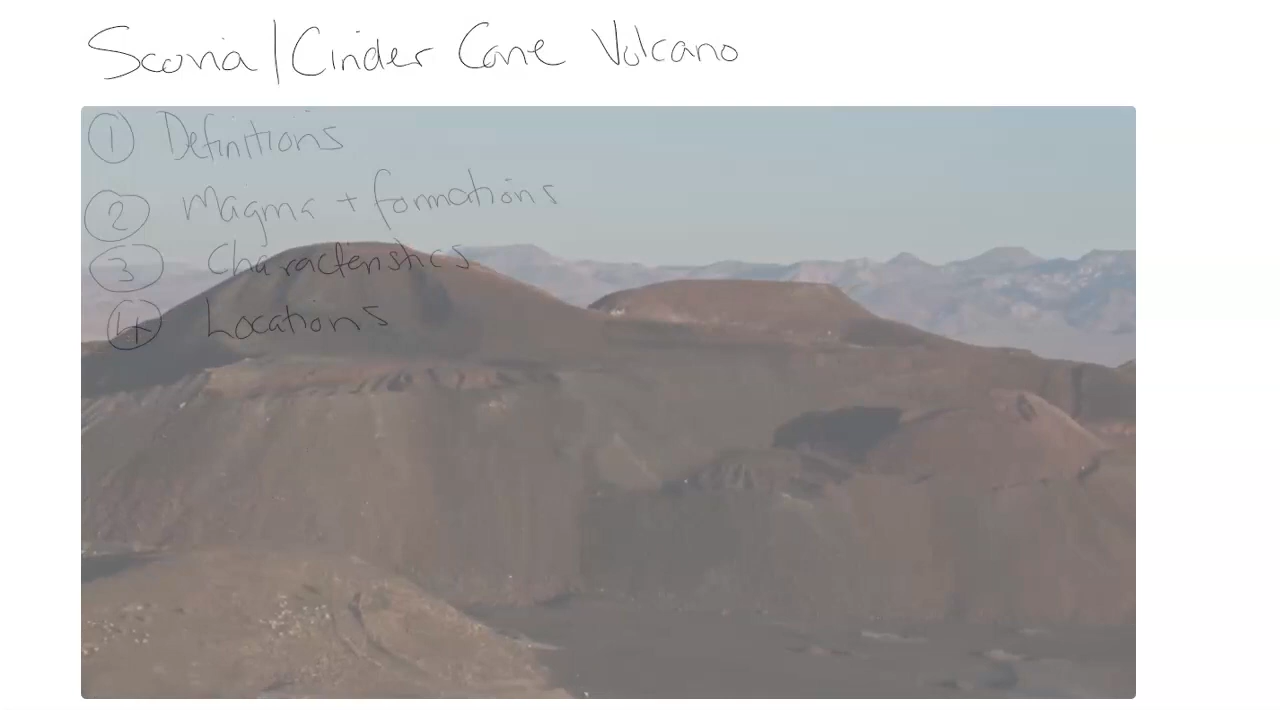 Scoria/Cinder Cone Volcano
1 Definitions
2 Magma + formations
3 Characteristics
4 Locations